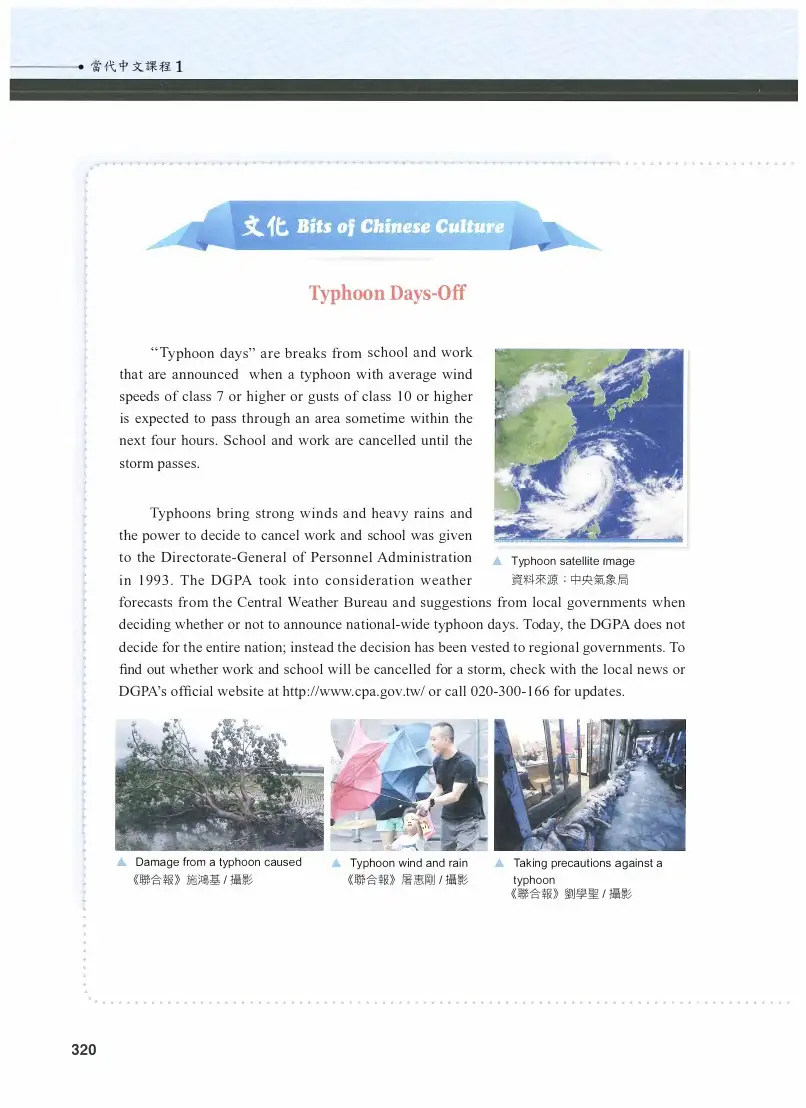 當代中文課程 1
文化 Bits of Chinese Culture
Typhoon Days-Off
‘‘Typhoon days” are breaks from school and work
that are announced when a typhoon with average wind
speeds of class 7 or higher or gusts of class 10 or higher
is expected to pass through an area sometime within the
next four hours. School and work are cancelled until the
storm passes.
Typhoons bring strong winds and heavy rains and
the power to decide to cancel work and school was given
to the Directorate-General of Personnel Administration
in 1993. The DGPA took into consideration weather
forecasts from the Central Weather Bureau and suggestions from local governments when
deciding whether or not to announce national-wide typhoon days. Today, the DGPA does not
decide for the entire nation; instead the decision has been vested to regional governments. To
find out whether work and school will be cancelled for a storm, check with the local news or
DGPA’s official website at http://www.cpa.gov.tw/ or call 020-300-166 for updates.
▲ Typhoon satellite image
資料來源：中央氣象局
▲ Damage from a typhoon caused
《聯合報》施鴻基 / 攝影
▲ Typhoon wind and rain
《聯合報》屠惠剛 / 攝影
▲ Taking precautions against a
typhoon
《聯合報》劉學聖 / 攝影
320